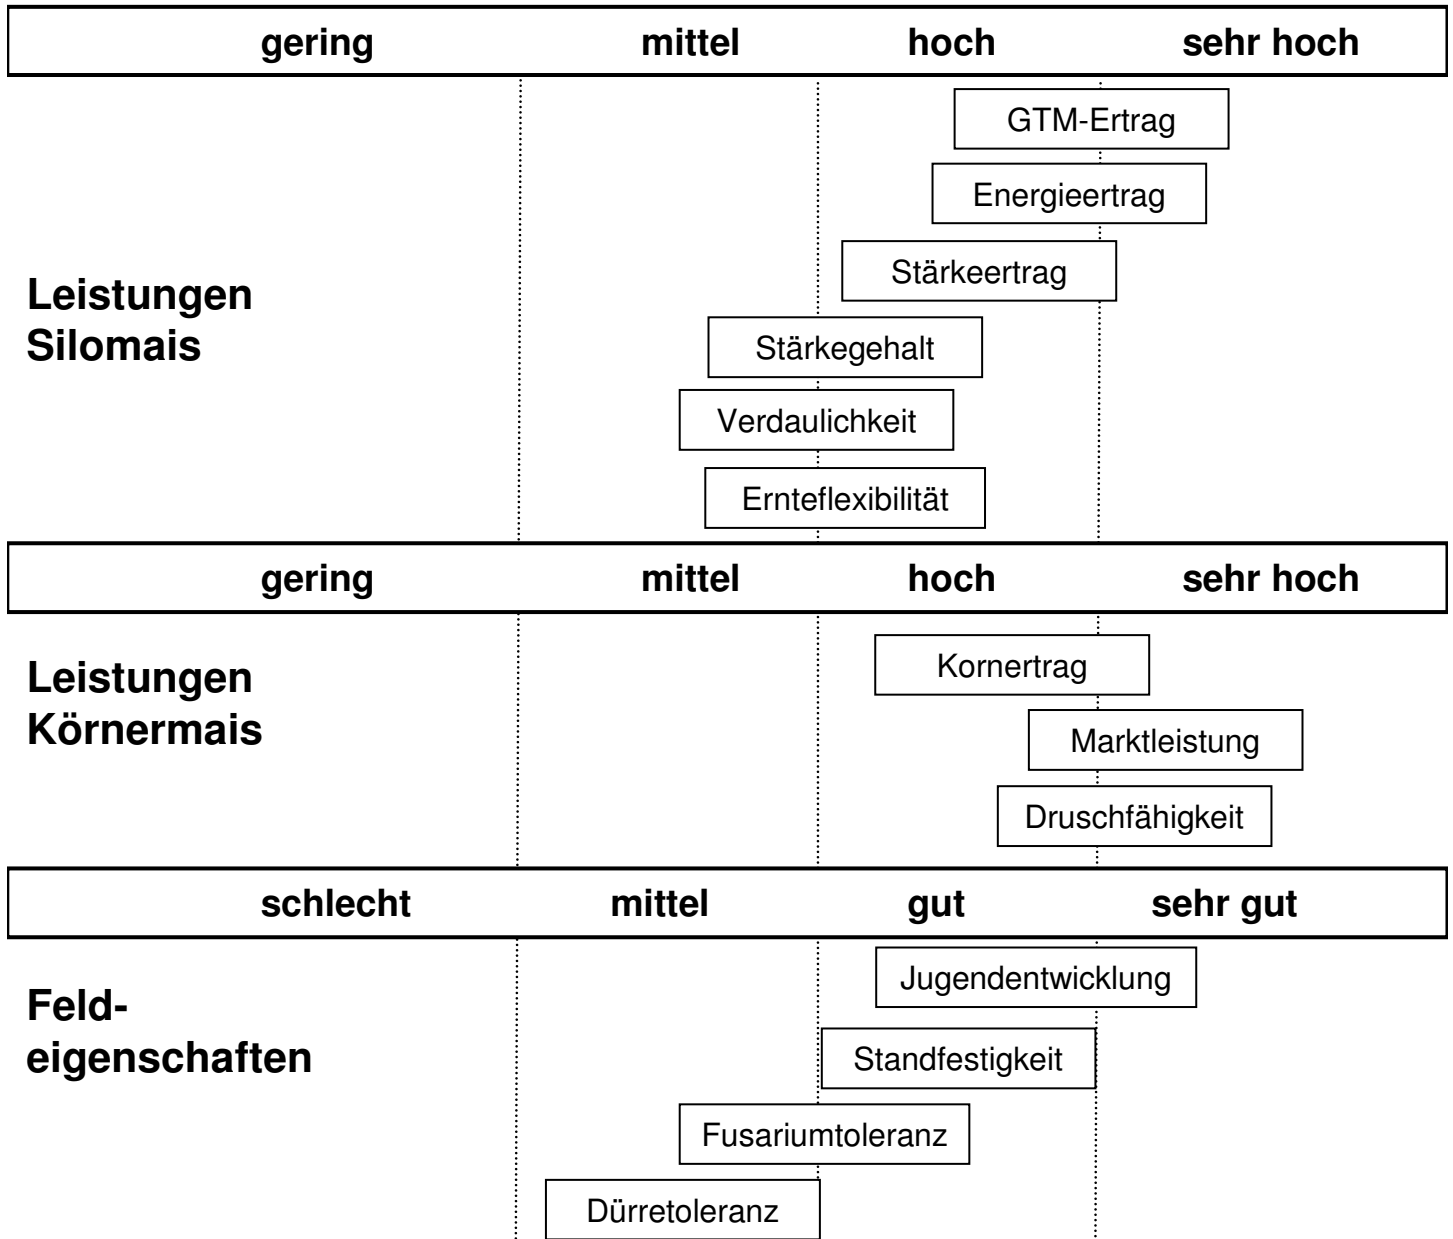 gering mittel hoch sehr hoch
GTM-Ertrag
Energieertrag
Stärkeertrag
Leistungen
Silomais
Stärkegehalt
Verdaulichkeit
Ernteflexibilität
gering mittel hoch sehr hoch
Leistungen
Körnermais
Kornertrag
Marktleistung
Druschfähigkeit
schlecht mittel gut sehr gut
Feld-
eigenschaften
Jugendentwicklung
Standfestigkeit
Fusariumtoleranz
Dürretoleranz